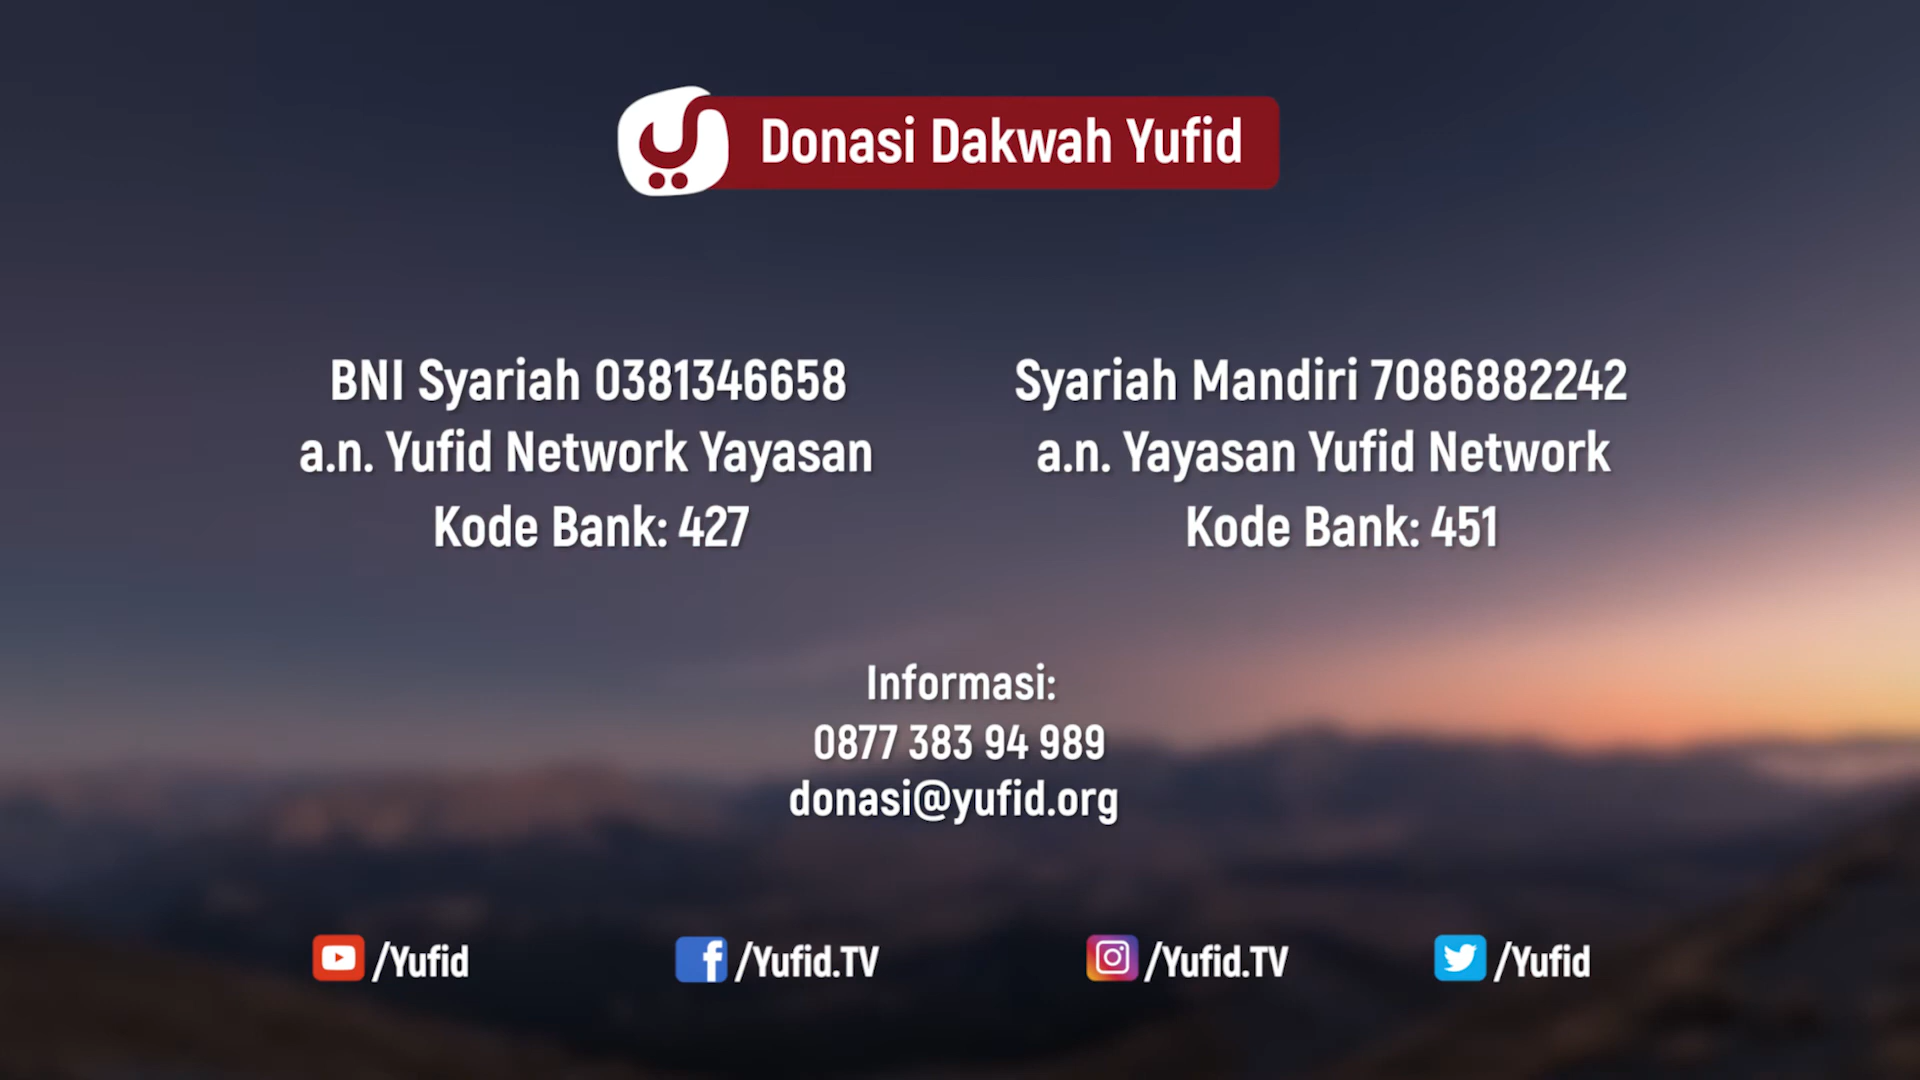 Donasi Dakwah Yufid
BNI Syariah 0381346658
a.n. Yufid Network Yayasan
Kode Bank: 427
Syariah Mandiri 7086882242
a.n. Yayasan Yufid Network
Kode Bank: 451
Informasi:
0877 383 94 989
donasi@yufid.org
/Yufid
/Yufid.TV
/Yufid.TV
/Yufid